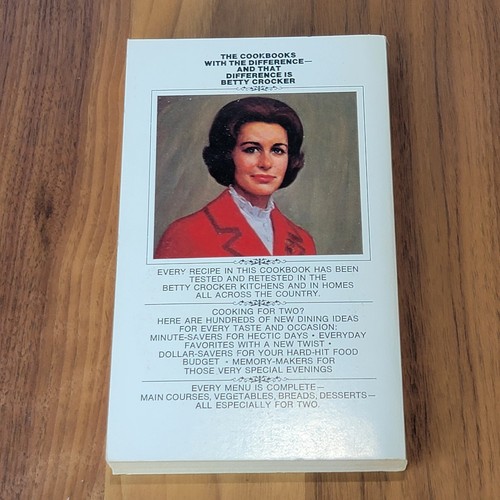 THE COOKBOOKS
WITH THE DIFFERENCE—
AND THAT
DIFFERENCE IS
BETTY CROCKER
EVERY RECIPE IN THIS COOKBOOK HAS BEEN
TESTED AND RETESTED IN THE
BETTY CROCKER KITCHENS AND IN HOMES
ALL ACROSS THE COUNTRY.
COOKING FOR TWO?
HERE ARE HUNDREDS OF NEW DINING IDEAS
FOR EVERY TASTE AND OCCASION:
MINUTE-SAVERS FOR HECTIC DAYS • EVERYDAY
FAVORITES WITH A NEW TWIST •
DOLLAR-SAVERS FOR YOUR HARD-HIT FOOD
BUDGET • MEMORY-MAKERS FOR
THOSE VERY SPECIAL EVENINGS
EVERY MENU IS COMPLETE—
MAIN COURSES, VEGETABLES, BREADS, DESSERTS—
ALL ESPECIALLY FOR TWO.